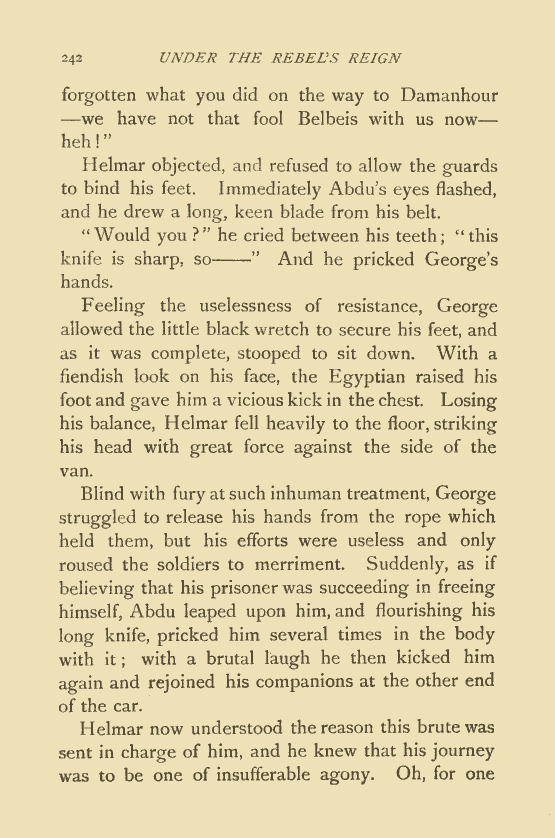 242 UNDER THE REBEL'S REIGN
forgotten what you did on the way to Damanhour
—we have not that fool Belbeis with us now—
heh!"
Helmar objected, and refused to allow the guards
to bind his feet. Immediately Abdu's eyes flashed,
and he drew a long, keen blade from his belt.
"Would you?" he cried between his teeth; "this
knife is sharp, so——" And he pricked George's
hands.
Feeling the uselessness of resistance, George
allowed the little black wretch to secure his feet, and
as it was complete, stooped to sit down. With a
fiendish look on his face, the Egyptian raised his
foot and gave him a vicious kick in the chest. Losing
his balance, Helmar fell heavily to the floor, striking
his head with great force against the side of the
van.
Blind with fury at such inhuman treatment, George
struggled to release his hands from the rope which
held them, but his efforts were useless and only
roused the soldiers to merriment. Suddenly, as if
believing that his prisoner was succeeding in freeing
himself, Abdu leaped upon him, and flourishing his
long knife, pricked him several times in the body
with it; with a brutal laugh he then kicked him
again and rejoined his companions at the other end
of the car.
Helmar now understood the reason this brute was
sent in charge of him, and he knew that his journey
was to be one of insufferable agony. Oh, for one